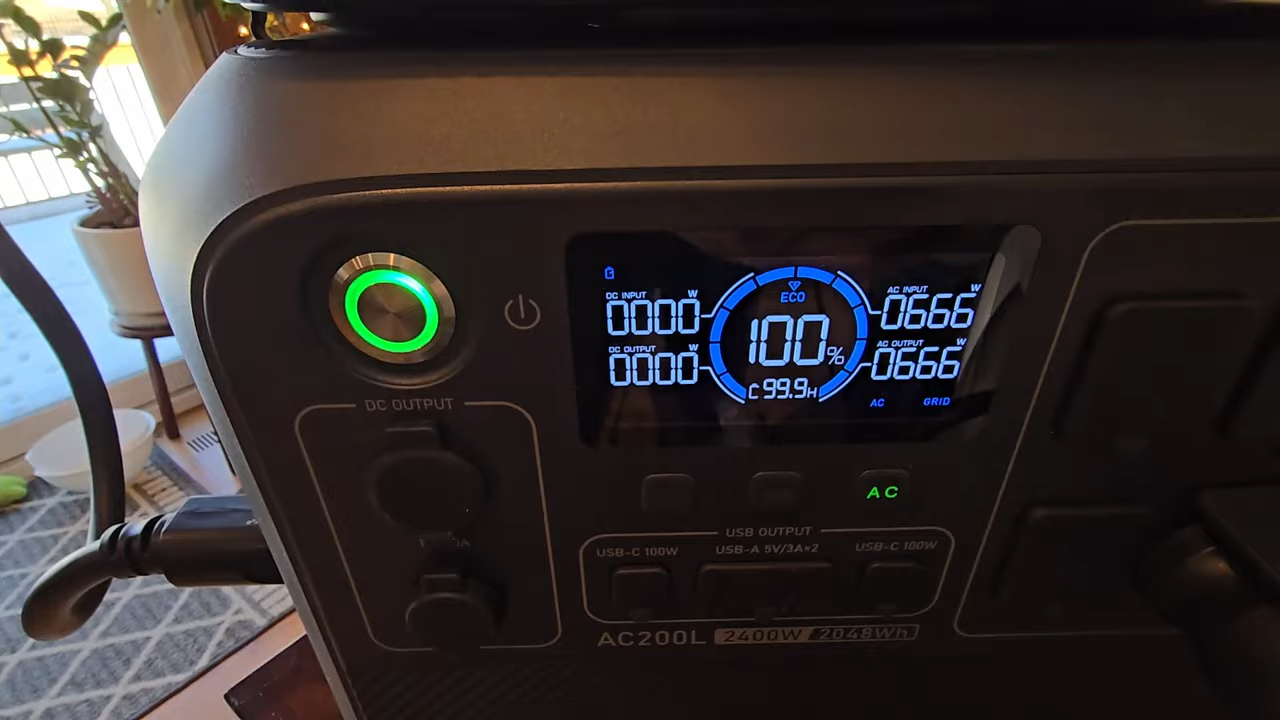 DC INPUT
0000 W
DC OUTPUT
0000 W
ECO
100%
C 99.9H
AC INPUT
0666 W
AC OUTPUT
0666 W
AC GRID
DC OUTPUT
AC
USB OUTPUT
USB-C 100W
USB-A 5V/3A×2
USB-C 100W
AC200L 2400W 2048Wh